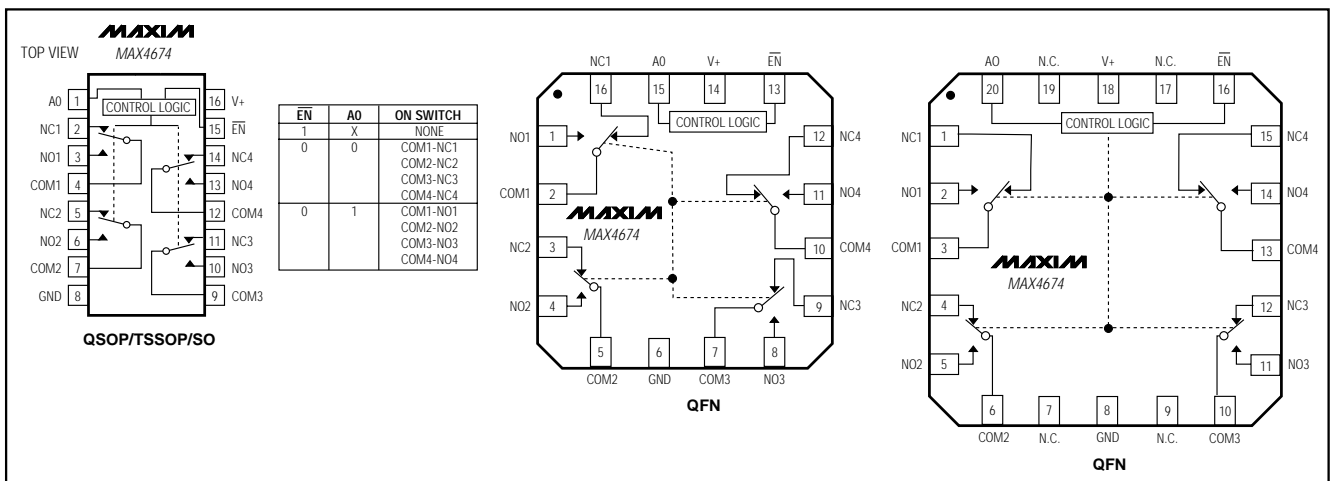 MAXIM
TOP VIEW MAX4674
A0 1 16 V+
CONTROL LOGIC
NC1 2 15 EN
NO1 3 14 NC4
COM1 4 13 NO4
NC2 5 12 COM4
NO2 6 11 NC3
COM2 7 10 NO3
GND 8 9 COM3
QSOP/TSSOP/SO
EN A0 ON SWITCH
1 X NONE
0 0 COM1-NC1
COM2-NC2
COM3-NC3
COM4-NC4
0 1 COM1-NO1
COM2-NO2
COM3-NO3
COM4-NO4
NC1 A0 V+ EN
16 15 14 13
CONTROL LOGIC
NO1 1 12 NC4
COM1 2 11 NO4
MAXIM
MAX4674
NC2 3 10 COM4
NO2 4 9 NC3
5 6 7 8
COM2 GND COM3 NO3
QFN
AO N.C. V+ N.C. EN
20 19 18 17 16
CONTROL LOGIC
NC1 1 15 NC4
NO1 2 14 NO4
COM1 3 13 COM4
MAXIM
MAX4674
NC2 4 12 NC3
NO2 5 11 NO3
6 7 8 9 10
COM2 N.C. GND N.C. COM3
QFN